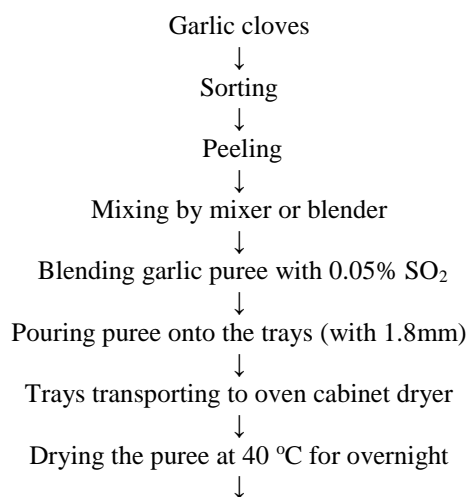 Garlic cloves
↓
Sorting
↓
Peeling
↓
Mixing by mixer or blender
↓
Blending garlic puree with 0.05% SO₂
↓
Pouring puree onto the trays (with 1.8mm)
↓
Trays transporting to oven cabinet dryer
↓
Drying the puree at 40 ºC for overnight
↓